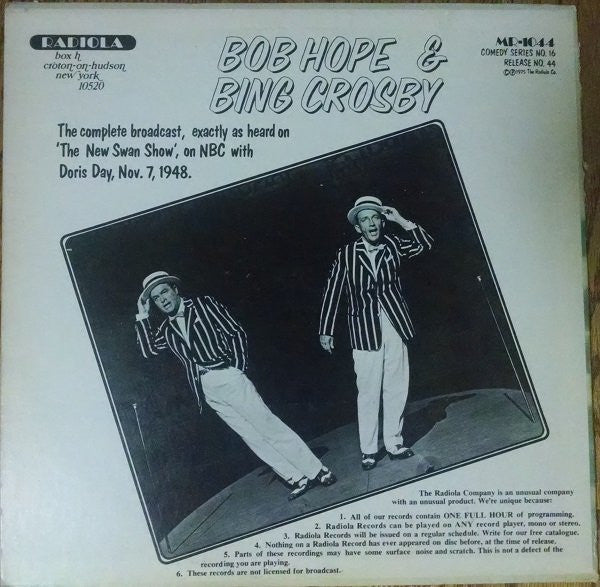 RADIOLA
box h
croton-on-hudson
new york
10520
BOB HOPE &
BING CROSBY
MR-1044
COMEDY SERIES NO. 16
RELEASE NO. 44
©℗1975 The Radiola Co.
The complete broadcast, exactly as heard on
'The New Swan Show', on NBC with
Doris Day, Nov. 7, 1948.
The Radiola Company is an unusual company
with an unusual product. We're unique because:
1. All of our records contain ONE FULL HOUR of programming.
2. Radiola Records can be played on ANY record player, mono or stereo.
3. Radiola Records will be issued on a regular schedule. Write for our free catalogue.
4. Nothing on a Radiola Record has ever appeared on disc before, at the time of release.
5. Parts of these recordings may have some surface noise and scratch. This is not a defect of the
recording you are playing.
6. These records are not licensed for broadcast.